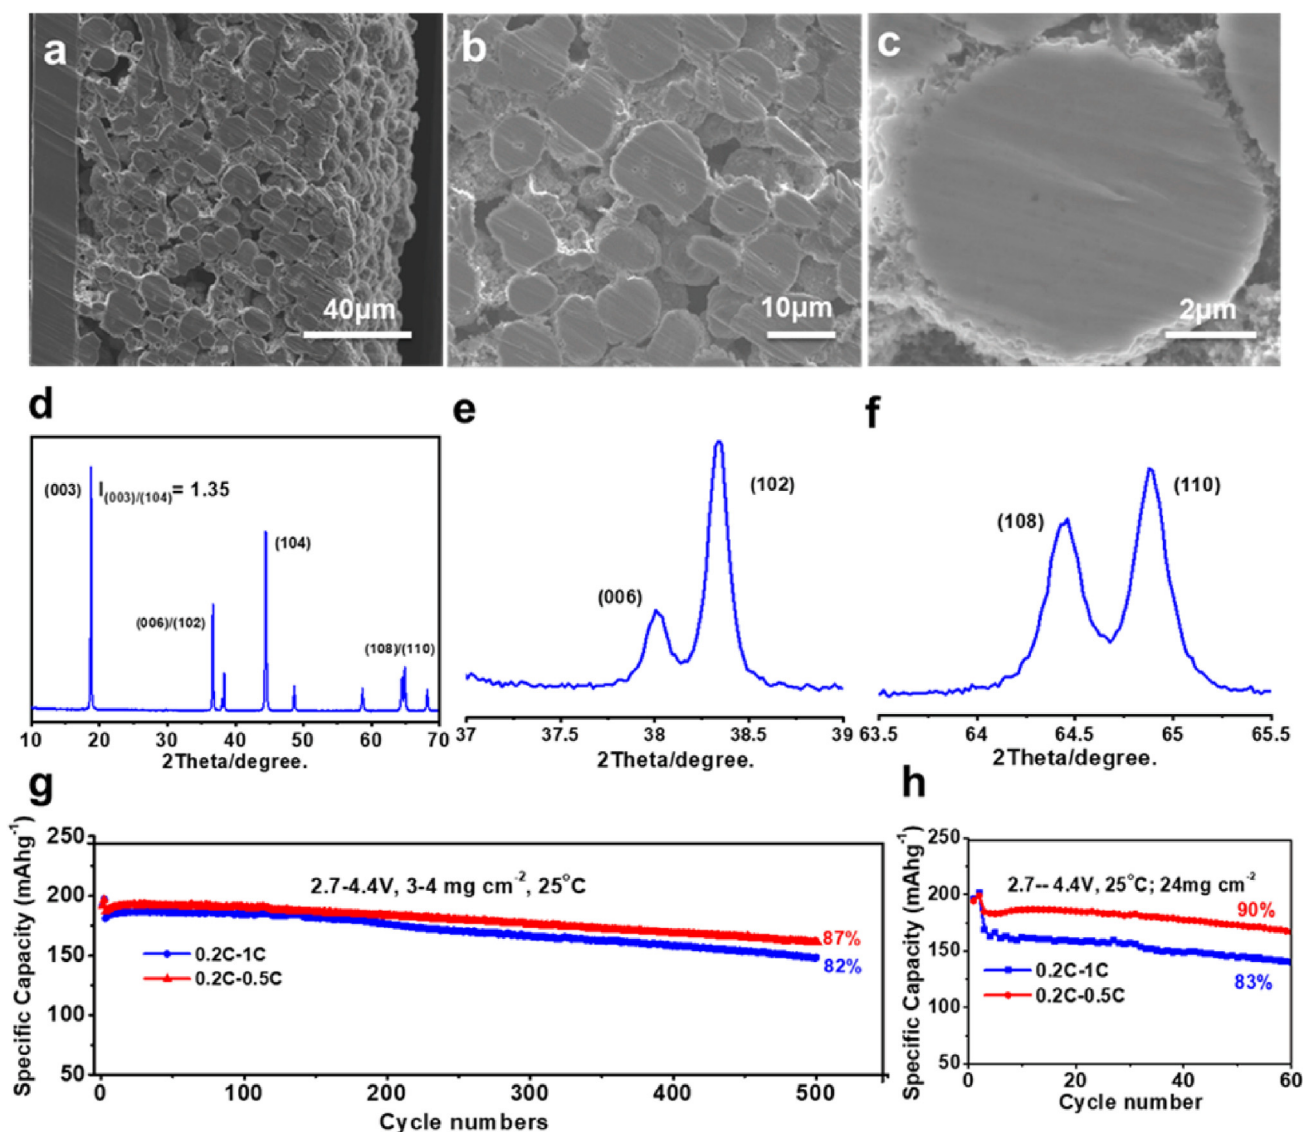 a
b
c
40µm
10µm
2µm
d
e
f
(003)
I(003)/(104)= 1.35
(104)
(006)/(102)
(108)/(110)
10 20 30 40 50 60 70
2Theta/degree.
(006)
(102)
37 37.5 38 38.5 39
2Theta/degree.
(108)
(110)
63.5 64 64.5 65 65.5
2Theta/degree.
g
Specific Capacity (mAhg-1)
250
200
150
100
50
2.7-4.4V, 3-4 mg cm-2, 25°C
0.2C-1C
0.2C-0.5C
87%
82%
0 100 200 300 400 500
Cycle numbers
h
Specific Capacity (mAhg-1)
250
200
150
100
50
2.7-- 4.4V, 25°C; 24mg cm-2
90%
0.2C-1C
0.2C-0.5C
83%
0 20 40 60
Cycle number